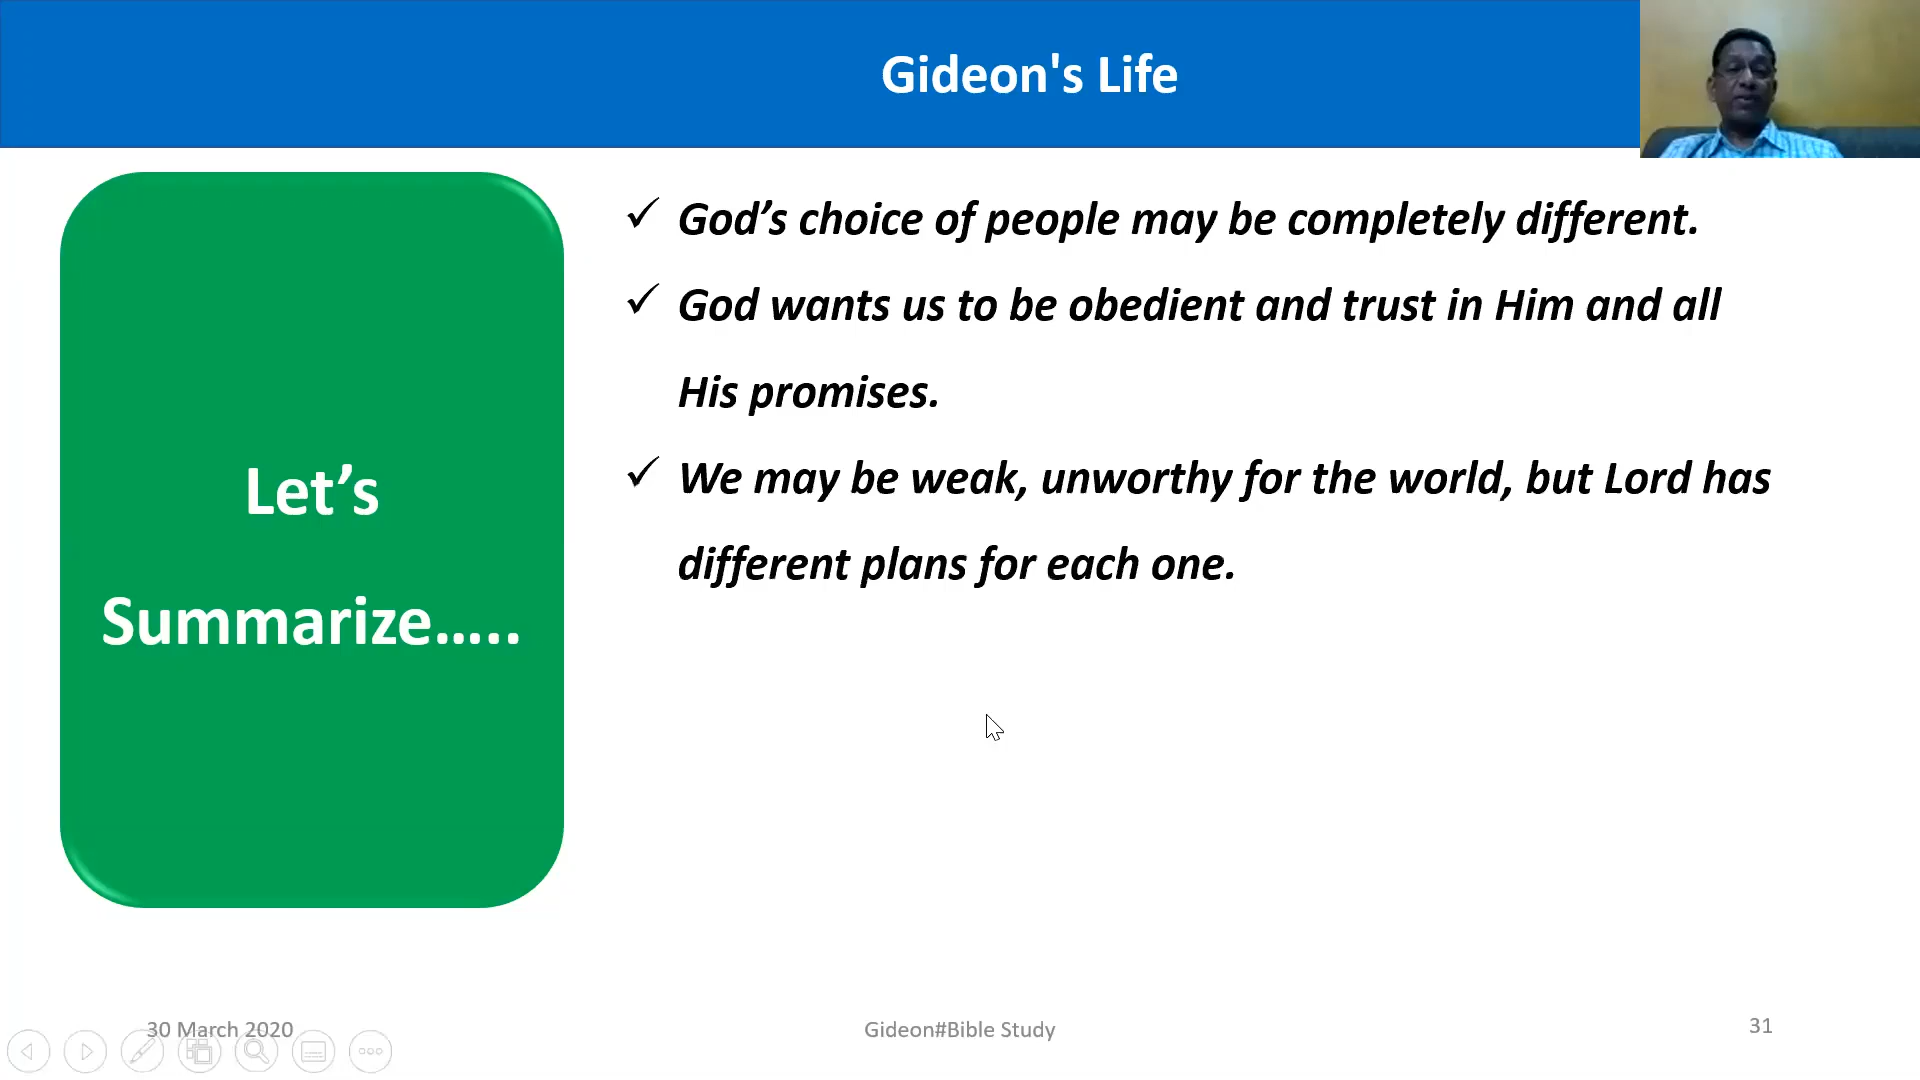 Gideon's Life
Let’s
Summarize.....
✓ God’s choice of people may be completely different.
✓ God wants us to be obedient and trust in Him and all
His promises.
✓ We may be weak, unworthy for the world, but Lord has
different plans for each one.
30 March 2020
Gideon#Bible Study
31